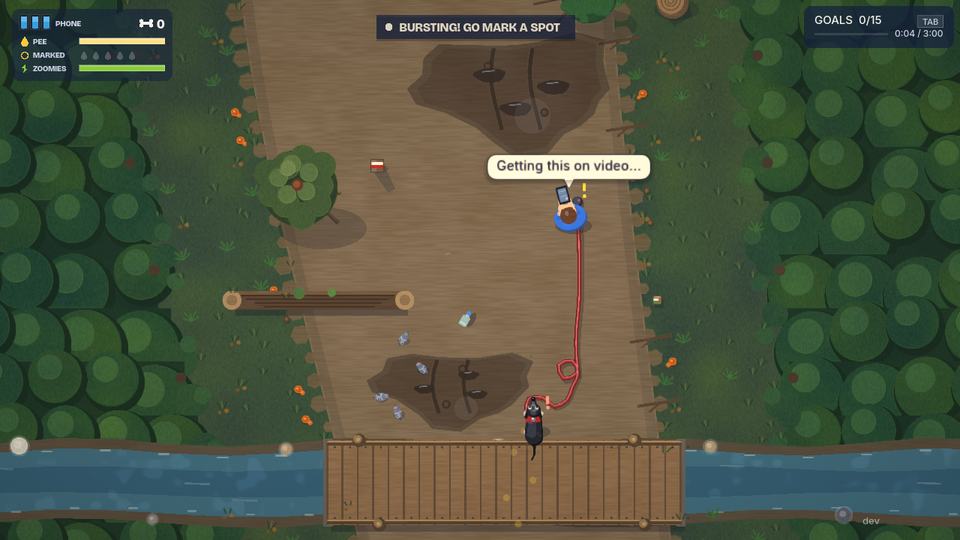 PHONE
0
PEE
MARKED
ZOOMIES
BURSTING! GO MARK A SPOT
GOALS 0/15
TAB
0:04 / 3:00
Getting this on video...
dev